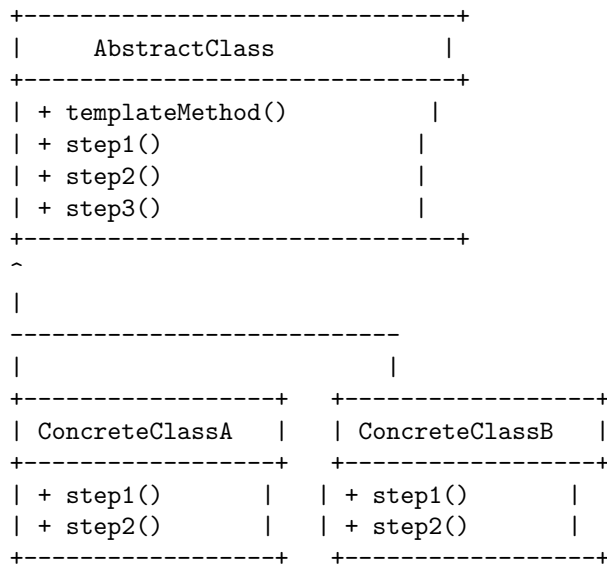 +-------------------------------+
|     AbstractClass            |
+-------------------------------+
| + templateMethod()          |
| + step1()                  |
| + step2()                  |
| + step3()                  |
+-------------------------------+
^
|
----------------------------
|                          |
+------------------+   +------------------+
| ConcreteClassA   |   | ConcreteClassB   |
+------------------+   +------------------+
| + step1()       |   | + step1()       |
| + step2()       |   | + step2()       |
+------------------+   +------------------+